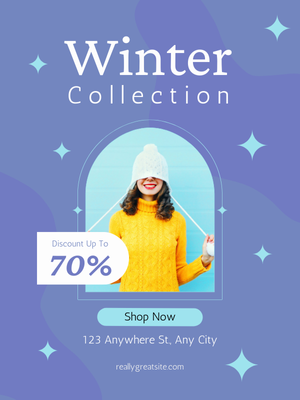 Winter
Collection
Discount Up To
70%
Shop Now
123 Anywhere St, Any City
reallygreatsite.com